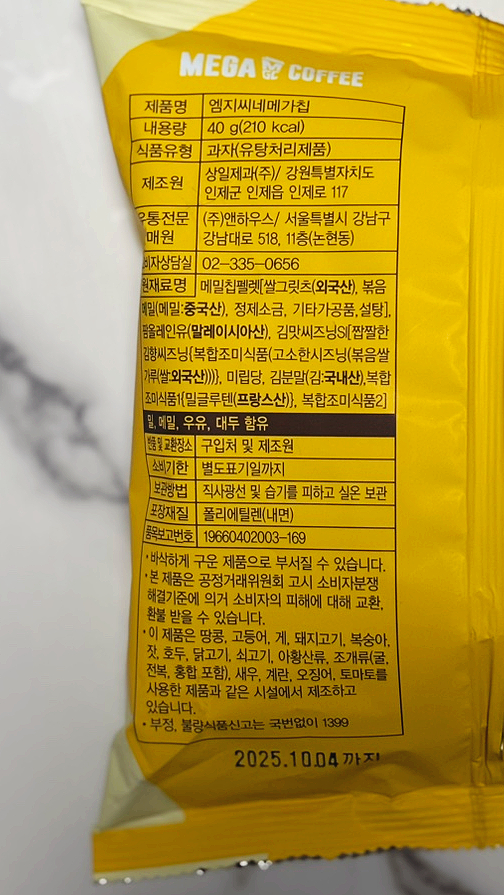 MEGA MGC COFFEE
제품명 엠지씨네메가칩
내용량 40 g(210 kcal)
식품유형 과자(유탕처리제품)
제조원 상일제과(주)/ 강원특별자치도
인제군 인제읍 인제로 117
유통전문 (주)앤하우스/ 서울특별시 강남구
매원 강남대로 518, 11층(논현동)
비자상담실 02-335-0656
원재료명 메밀칩펠렛[쌀그릿츠(외국산), 볶음
메밀(메밀:중국산), 정제소금, 기타가공품,설탕],
팜올레인유(말레이시아산), 김맛씨즈닝SI[짭짤한
김향씨즈닝{복합조미식품(고소한시즈닝(볶음쌀
가루(쌀:외국산)))}, 미립당, 김분말(김:국내산),복합
조미식품1{밀글루텐(프랑스산)}, 복합조미식품2]
밀, 메밀, 우유, 대두 함유
반품 및 교환장소 구입처 및 제조원
소비기한 별도표기일까지
보관방법 직사광선 및 습기를 피하고 실온 보관
포장재질 폴리에틸렌(내면)
품목보고번호 19660402003-169
• 바삭하게 구운 제품으로 부서질 수 있습니다.
• 본 제품은 공정거래위원회 고시 소비자분쟁
해결기준에 의거 소비자의 피해에 대해 교환,
환불 받을 수 있습니다.
• 이 제품은 땅콩, 고등어, 게, 돼지고기, 복숭아,
잣, 호두, 닭고기, 쇠고기, 아황산류, 조개류(굴,
전복, 홍합 포함), 새우, 계란, 오징어, 토마토를
사용한 제품과 같은 시설에서 제조하고
있습니다.
• 부정, 불량식품신고는 국번없이 1399
2025.10.04 까지